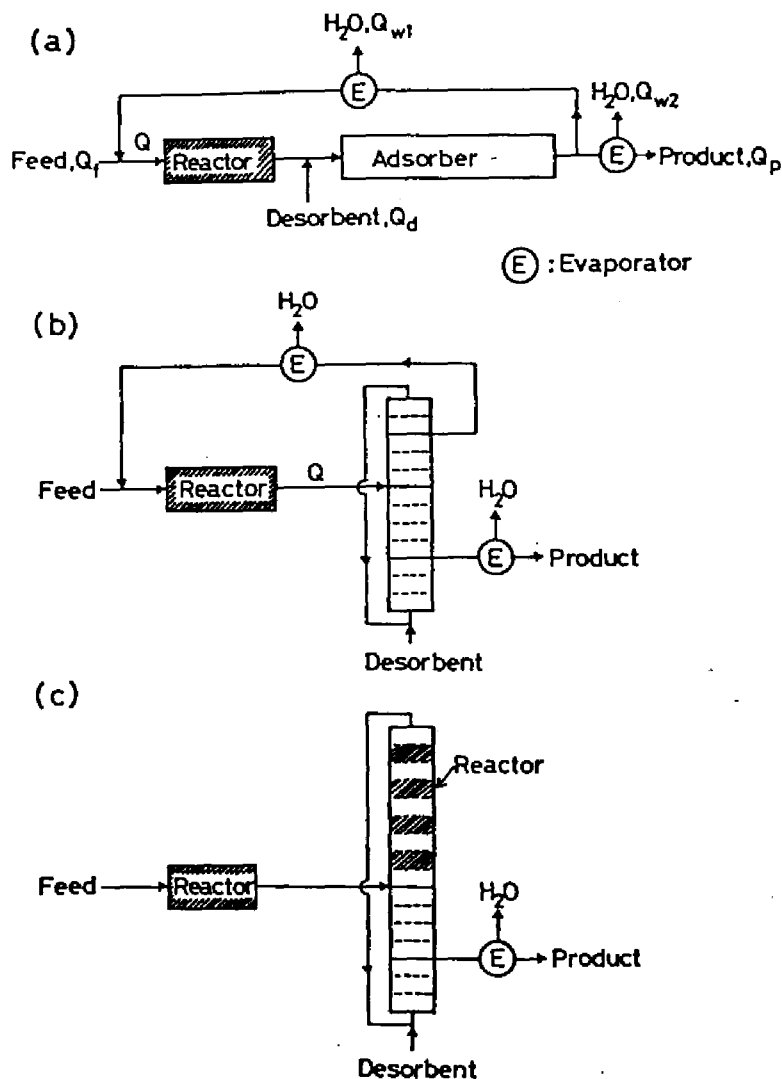 (a)
H₂O,Qw1
E
H₂O,Qw2
Feed,Qf
Q
Reactor
Adsorber
E
Product,Qp
Desorbent,Qd
E :Evaporator
(b)
H₂O
E
Feed
Reactor
Q
H₂O
E
Product
Desorbent
(c)
Reactor
Feed
Reactor
H₂O
E
Product
Desorbent